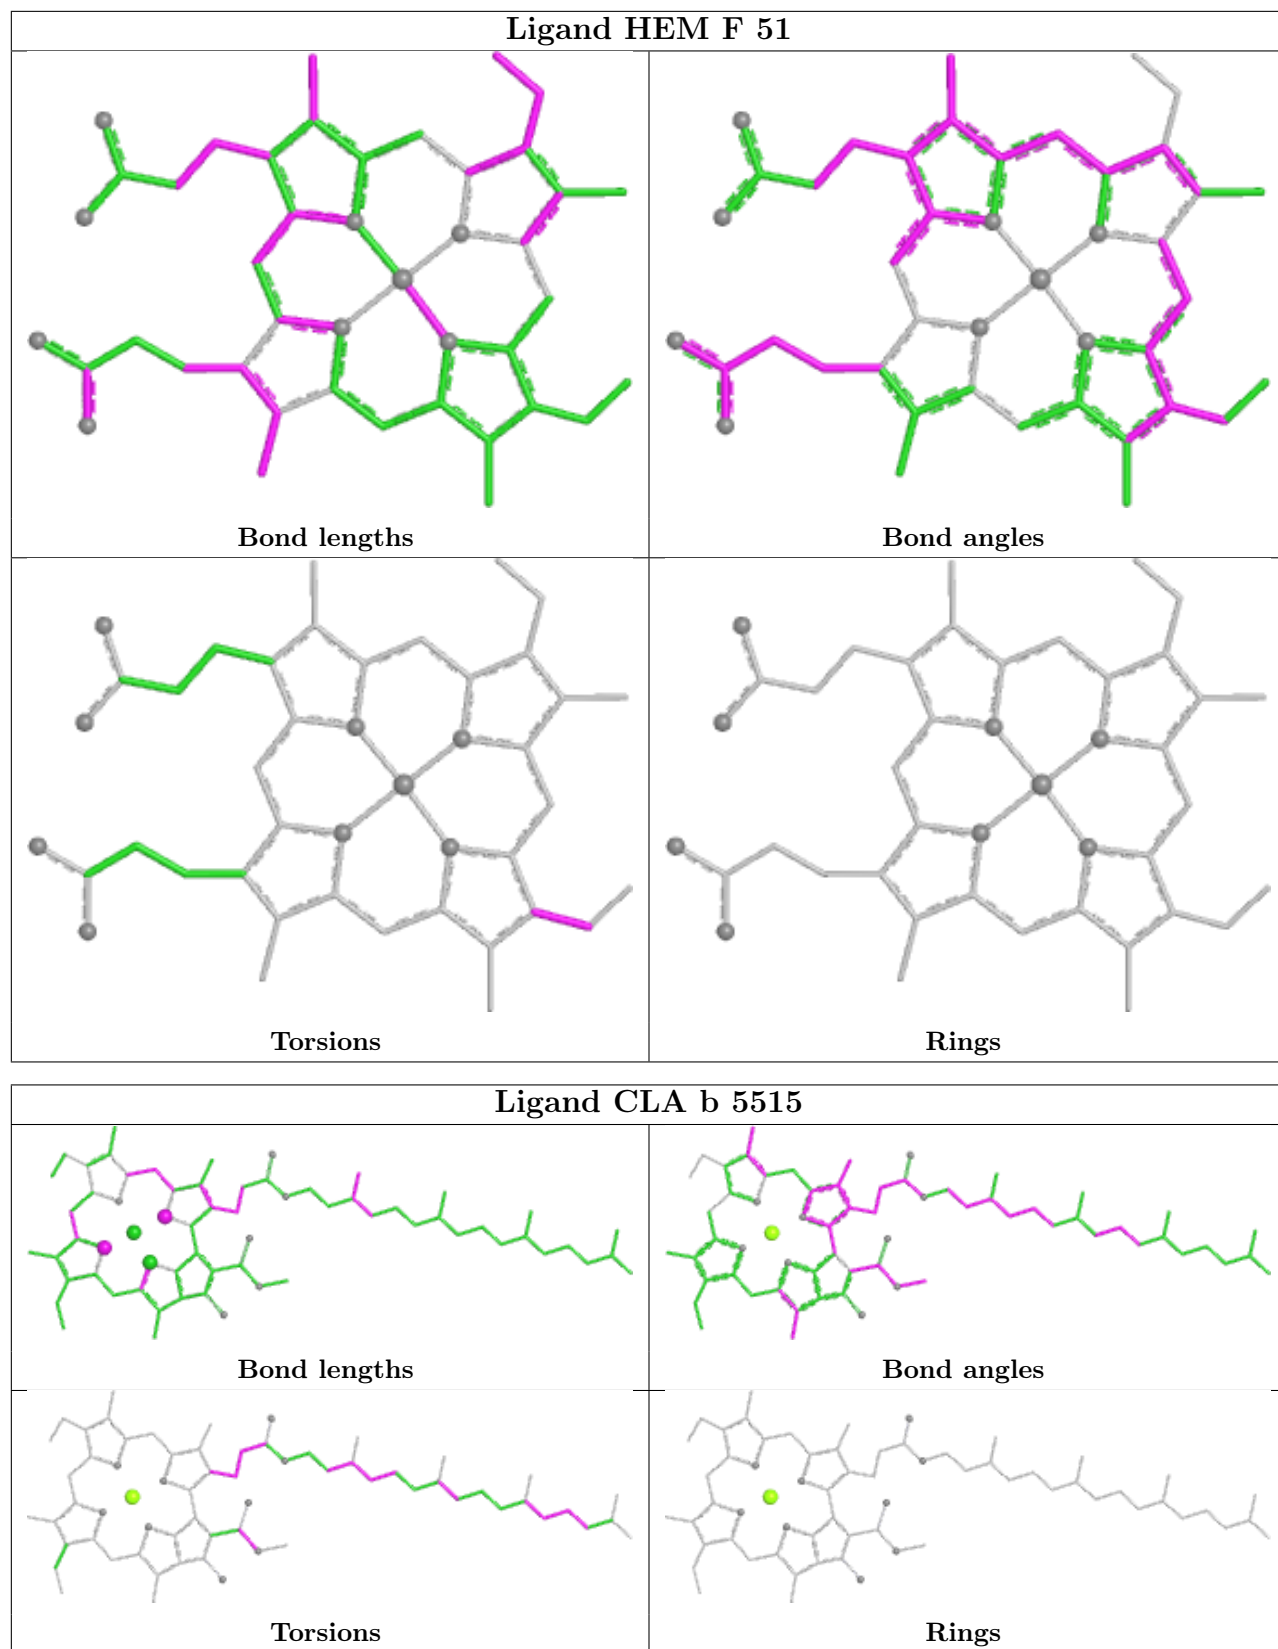 Ligand HEM F 51
Bond lengths
Bond angles
Torsions
Rings
Ligand CLA b 5515
Bond lengths
Bond angles
Torsions
Rings